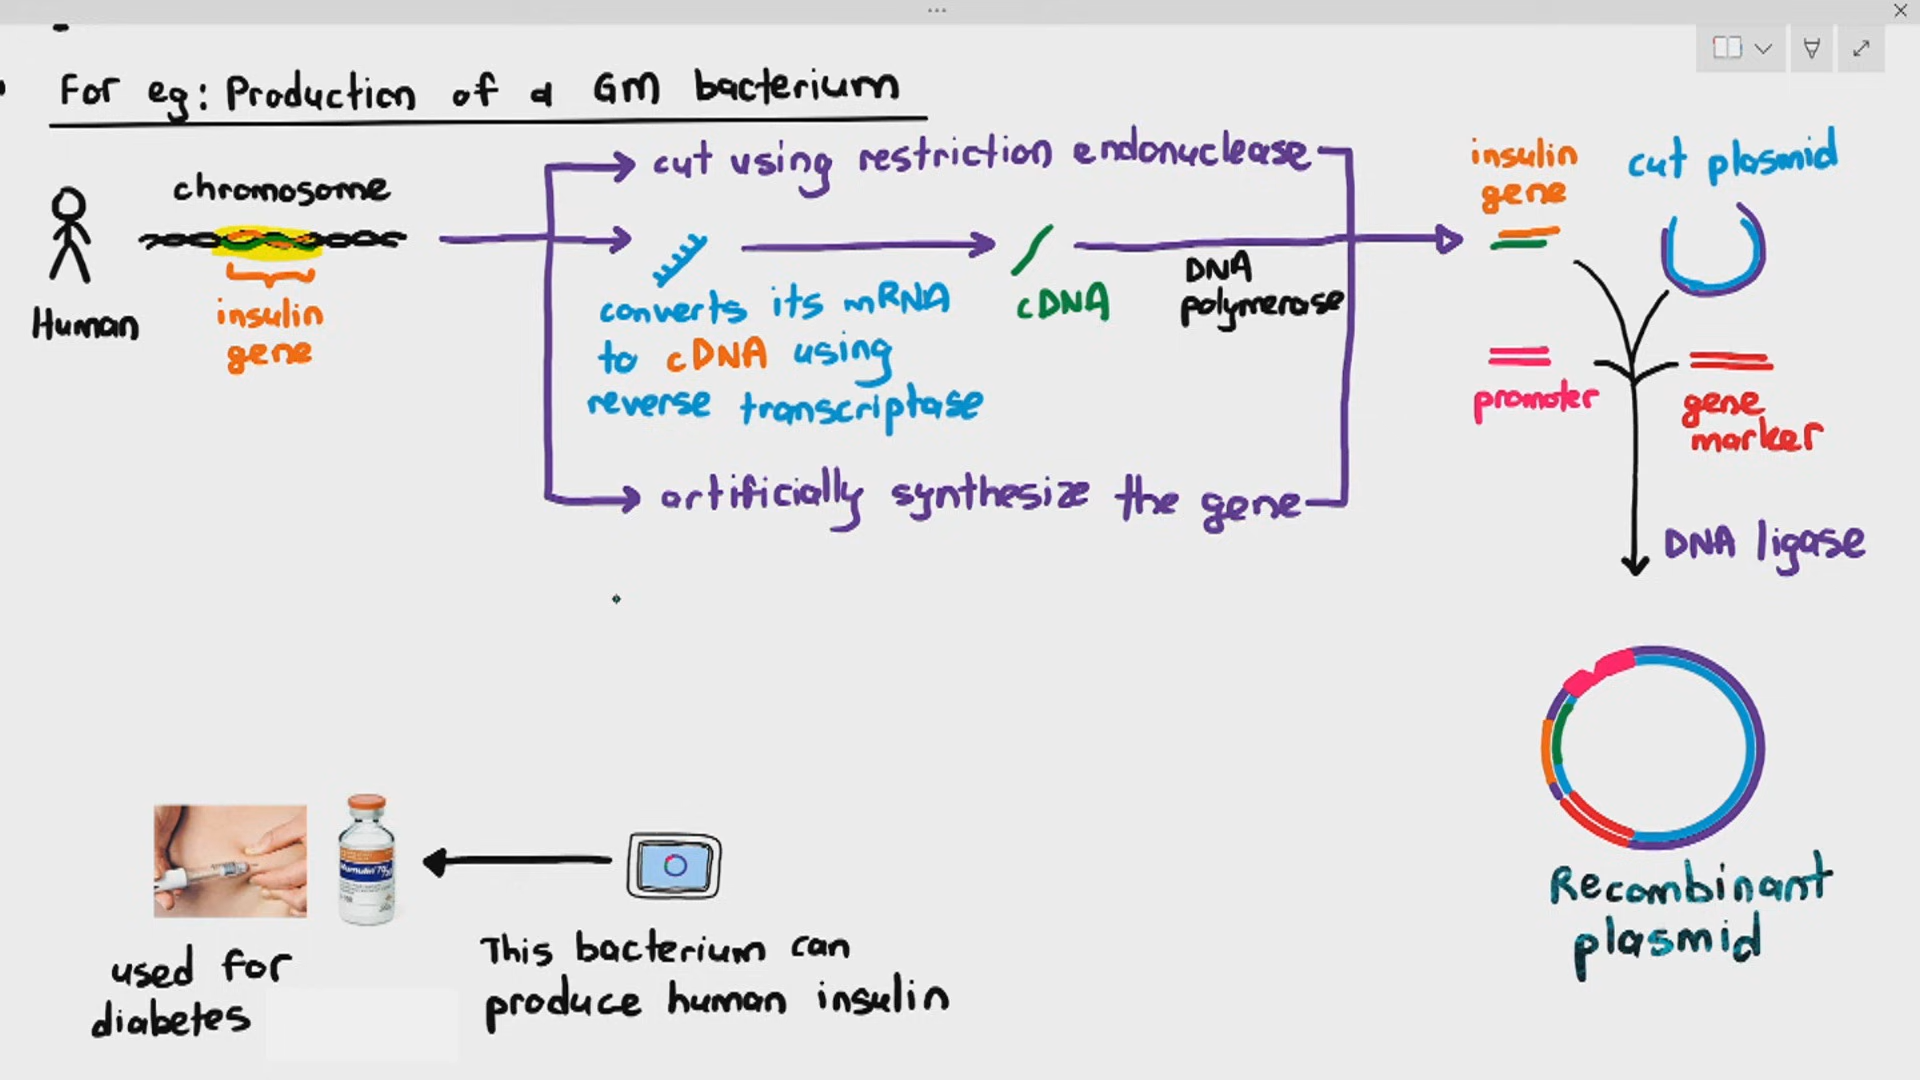 For eg: Production of a GM bacterium
chromosome
Human
insulin
gene
cut using restriction endonuclease
converts its mRNA
to cDNA using
reverse transcriptase
cDNA
DNA
polymerase
artificially synthesize the gene
insulin
gene
cut plasmid
promoter
gene
marker
DNA ligase
Recombinant
plasmid
This bacterium can
produce human insulin
used for
diabetes